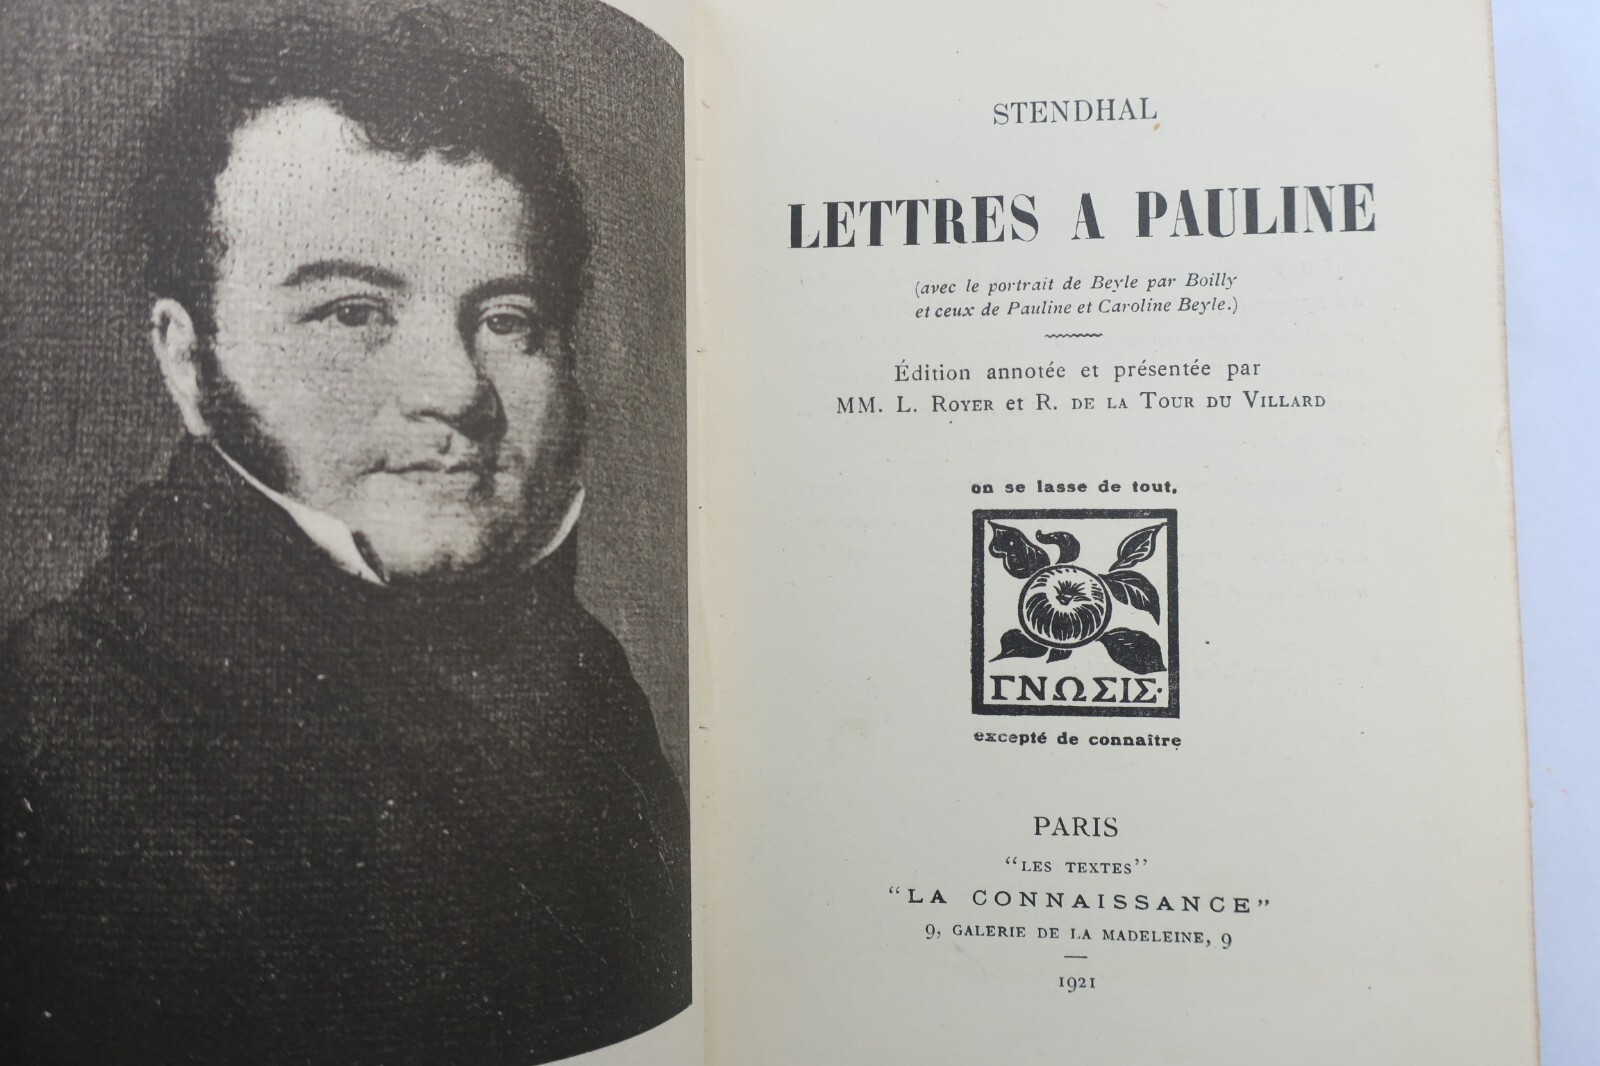 STENDHAL
LETTRES A PAULINE
(avec le portrait de Beyle par Boilly
et ceux de Pauline et Caroline Beyle.)
Édition annotée et présentée par
MM. L. ROYER et R. DE LA TOUR DU VILLARD
on se lasse de tout,
ΓΝΩΣΙΣ·
excepté de connaître
PARIS
“LES TEXTES”
“LA CONNAISSANCE”
9, GALERIE DE LA MADELEINE, 9
1921